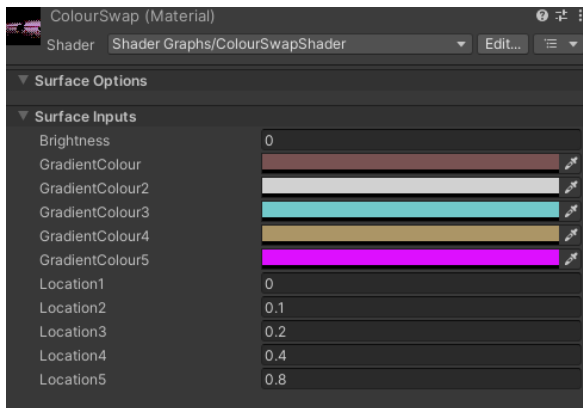 ColourSwap (Material)
Shader Shader Graphs/ColourSwapShader Edit...
Surface Options
Surface Inputs
Brightness 0
GradientColour
GradientColour2
GradientColour3
GradientColour4
GradientColour5
Location1 0
Location2 0.1
Location3 0.2
Location4 0.4
Location5 0.8